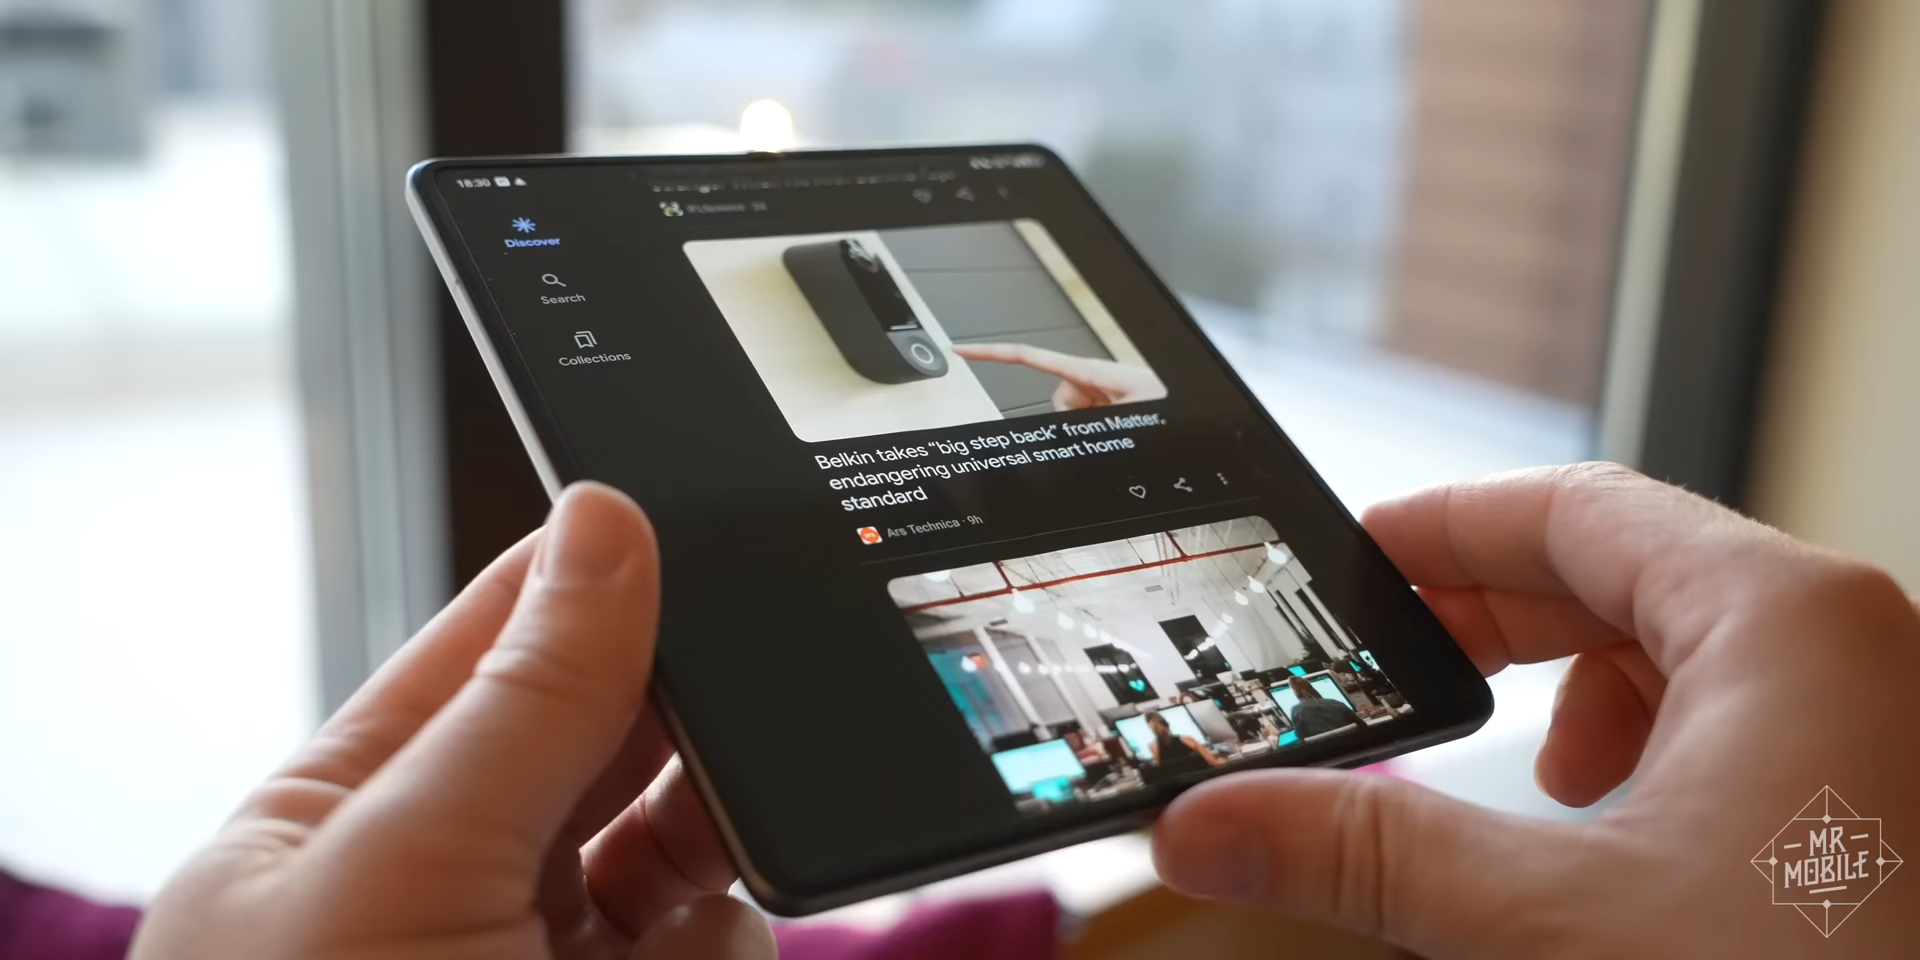 18:30
Discover
Search
Collections
Belkin takes “big step back” from Matter,
endangering universal smart home
standard
Ars Technica · 9h
MR
MOBILE